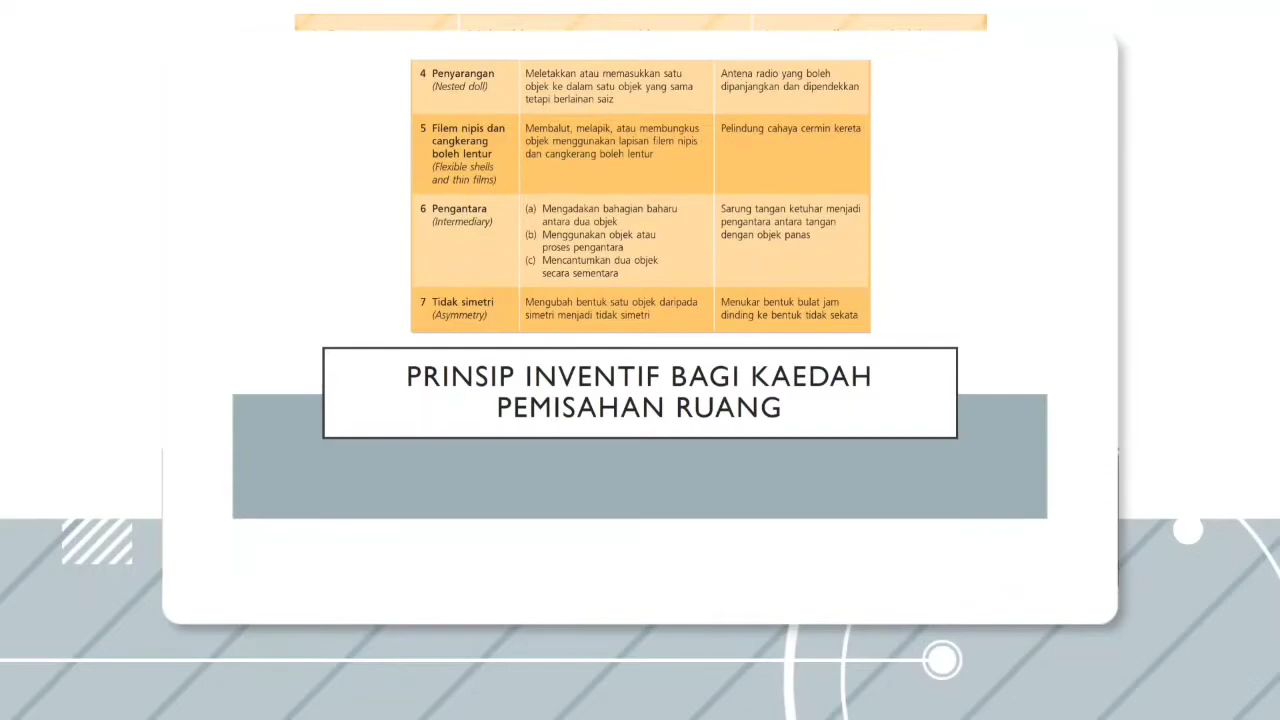 4 Penyarangan
(Nested doll)
Meletakkan atau memasukkan satu
objek ke dalam satu objek yang sama
tetapi berlainan saiz
Antena radio yang boleh
dipanjangkan dan dipendekkan
5 Filem nipis dan
cangkerang
boleh lentur
(Flexible shells
and thin films)
Membalut, melapik, atau membungkus
objek menggunakan lapisan filem nipis
dan cangkerang boleh lentur
Pelindung cahaya cermin kereta
6 Pengantara
(Intermediary)
(a) Mengadakan bahagian baharu
antara dua objek
(b) Menggunakan objek atau
proses pengantara
(c) Mencantumkan dua objek
secara sementara
Sarung tangan ketuhar menjadi
pengantara antara tangan
dengan objek panas
7 Tidak simetri
(Asymmetry)
Mengubah bentuk satu objek daripada
simetri menjadi tidak simetri
Menukar bentuk bulat jam
dinding ke bentuk tidak sekata
PRINSIP INVENTIF BAGI KAEDAH
PEMISAHAN RUANG